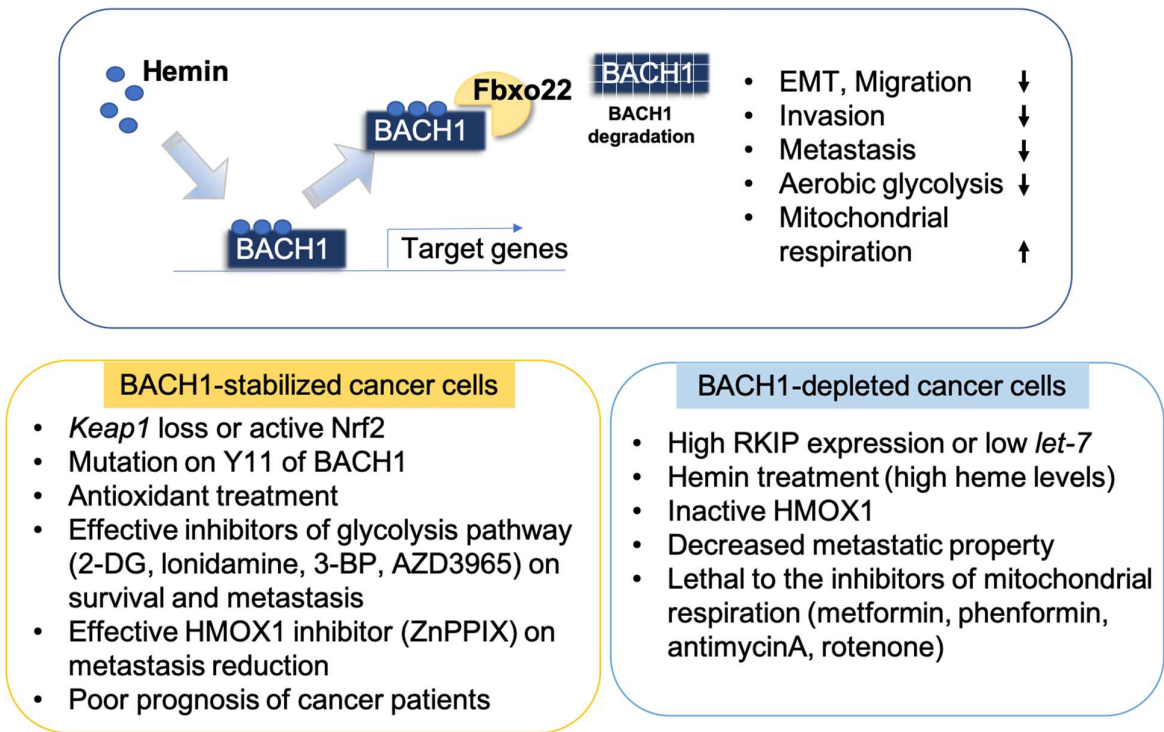 Hemin
Fbxo22
BACH1
BACH1
BACH1
degradation
BACH1
Target genes
• EMT, Migration ↓
• Invasion ↓
• Metastasis ↓
• Aerobic glycolysis ↓
• Mitochondrial
respiration ↑
BACH1-stabilized cancer cells
• Keap1 loss or active Nrf2
• Mutation on Y11 of BACH1
• Antioxidant treatment
• Effective inhibitors of glycolysis pathway
(2-DG, lonidamine, 3-BP, AZD3965) on
survival and metastasis
• Effective HMOX1 inhibitor (ZnPPIX) on
metastasis reduction
• Poor prognosis of cancer patients
BACH1-depleted cancer cells
• High RKIP expression or low let-7
• Hemin treatment (high heme levels)
• Inactive HMOX1
• Decreased metastatic property
• Lethal to the inhibitors of mitochondrial
respiration (metformin, phenformin,
antimycinA, rotenone)